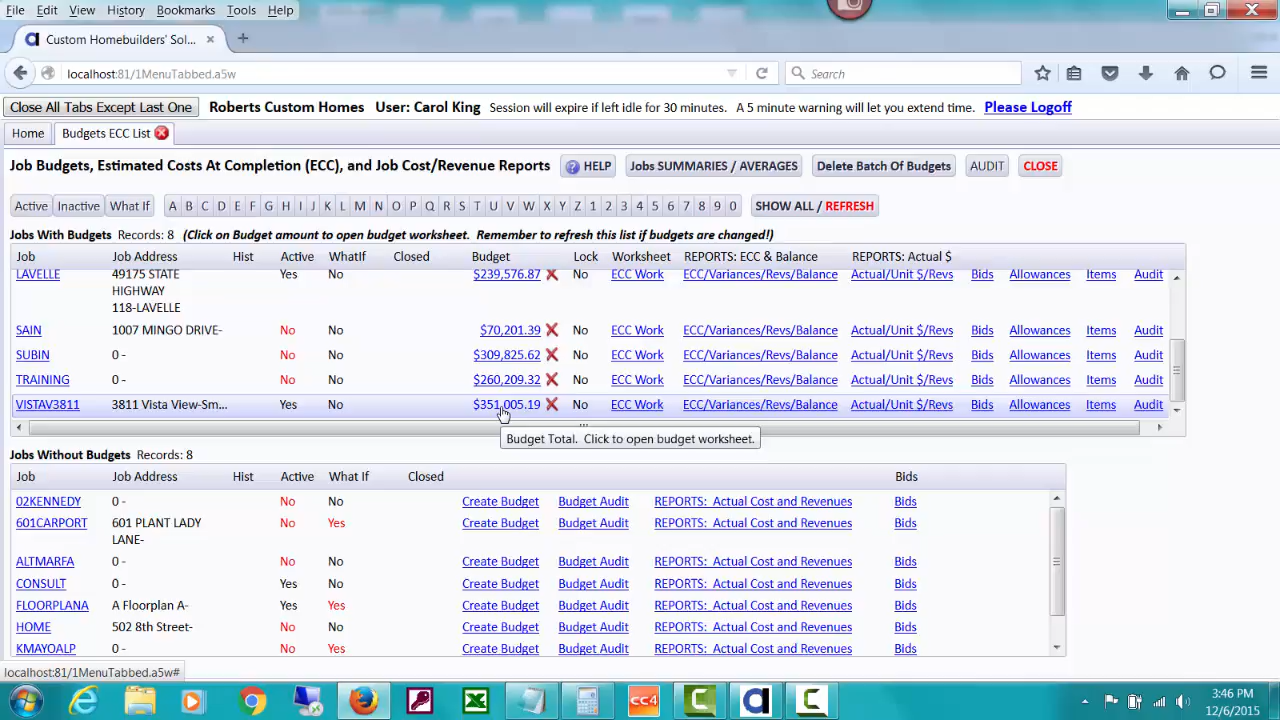 File Edit View History Bookmarks Tools Help
Custom Homebuilders' Sol... × +
localhost:81/1MenuTabbed.a5w Search
Close All Tabs Except Last One Roberts Custom Homes User: Carol King Session will expire if left idle for 30 minutes. A 5 minute warning will let you extend time. Please Logoff
Home Budgets ECC List
Job Budgets, Estimated Costs At Completion (ECC), and Job Cost/Revenue Reports ? HELP Jobs SUMMARIES / AVERAGES Delete Batch Of Budgets AUDIT CLOSE
Active Inactive What If A B C D E F G H I J K L M N O P Q R S T U V W X Y Z 1 2 3 4 5 6 7 8 9 0 SHOW ALL / REFRESH
Jobs With Budgets Records: 8 (Click on Budget amount to open budget worksheet. Remember to refresh this list if budgets are changed!)
Job Job Address Hist Active WhatIf Closed Budget Lock Worksheet REPORTS: ECC & Balance REPORTS: Actual $
LAVELLE 49175 STATE Yes No $239,576.87 No ECC Work ECC/Variances/Revs/Balance Actual/Unit $/Revs Bids Allowances Items Audit
HIGHWAY
118-LAVELLE
SAIN 1007 MINGO DRIVE- No No $70,201.39 No ECC Work ECC/Variances/Revs/Balance Actual/Unit $/Revs Bids Allowances Items Audit
SUBIN 0 - No No $309,825.62 No ECC Work ECC/Variances/Revs/Balance Actual/Unit $/Revs Bids Allowances Items Audit
TRAINING 0 - No No $260,209.32 No ECC Work ECC/Variances/Revs/Balance Actual/Unit $/Revs Bids Allowances Items Audit
VISTAV3811 3811 Vista View-Sm... Yes No $351,005.19 No ECC Work ECC/Variances/Revs/Balance Actual/Unit $/Revs Bids Allowances Items Audit
Budget Total. Click to open budget worksheet.
Jobs Without Budgets Records: 8
Job Job Address Hist Active What If Closed Bids
02KENNEDY 0 - No No Create Budget Budget Audit REPORTS: Actual Cost and Revenues Bids
601CARPORT 601 PLANT LADY No Yes Create Budget Budget Audit REPORTS: Actual Cost and Revenues Bids
LANE-
ALTMARFA 0 - No No Create Budget Budget Audit REPORTS: Actual Cost and Revenues Bids
CONSULT 0 - Yes No Create Budget Budget Audit REPORTS: Actual Cost and Revenues Bids
FLOORPLANA A Floorplan A- Yes Yes Create Budget Budget Audit REPORTS: Actual Cost and Revenues Bids
HOME 502 8th Street- No No Create Budget Budget Audit REPORTS: Actual Cost and Revenues Bids
KMAYOALP 0 - No Yes Create Budget Budget Audit REPORTS: Actual Cost and Revenues Bids
localhost:81/1MenuTabbed.a5w#
CC4
3:46 PM
12/6/2015